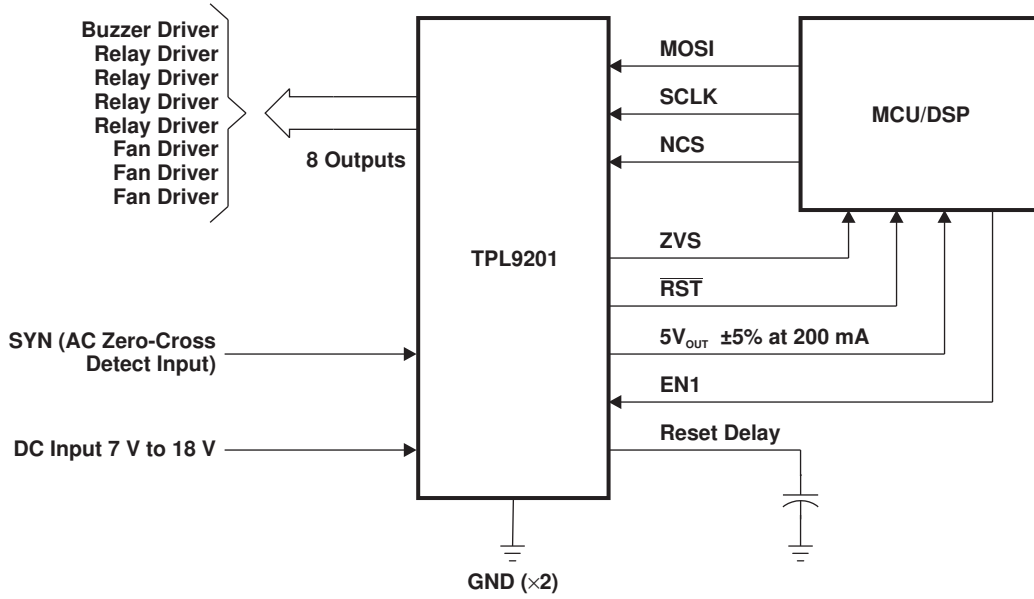 Buzzer Driver
Relay Driver
Relay Driver
Relay Driver
Relay Driver
Fan Driver
Fan Driver
Fan Driver
8 Outputs
SYN (AC Zero-Cross
Detect Input)
DC Input 7 V to 18 V
TPL9201
GND (×2)
MOSI
SCLK
NCS
MCU/DSP
ZVS
R̅S̅T̅
5V_OUT ±5% at 200 mA
EN1
Reset Delay